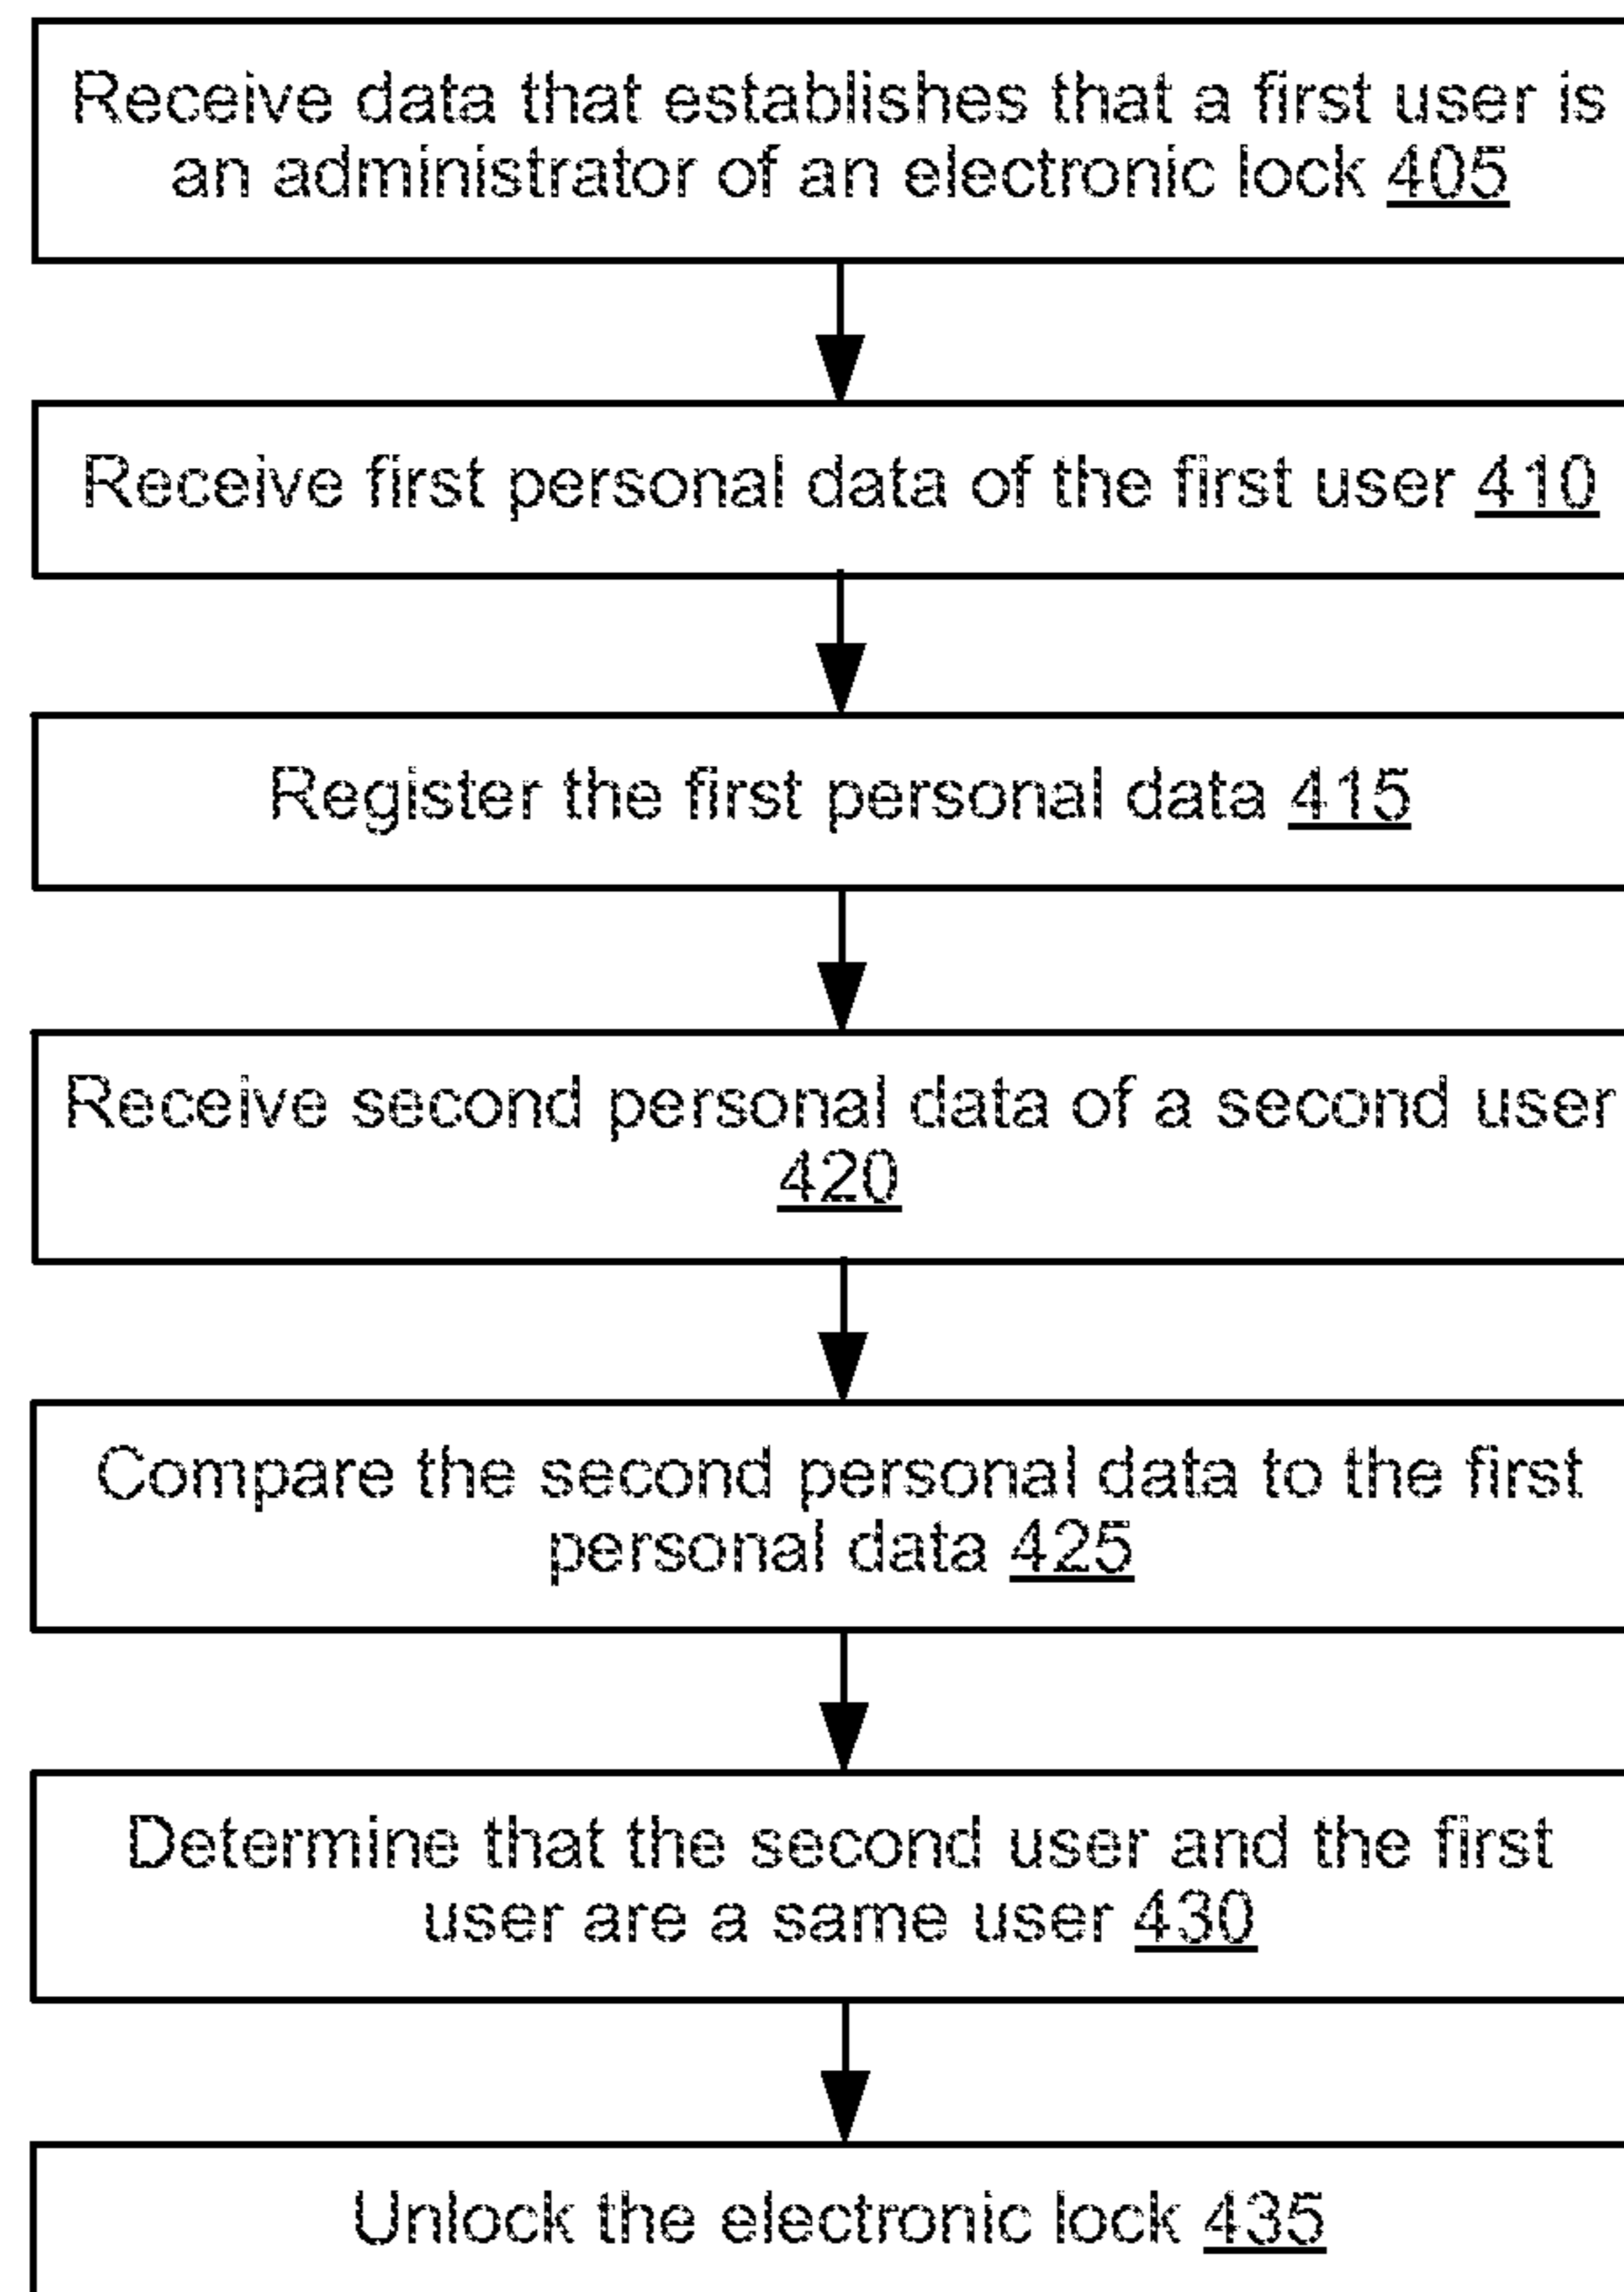 Receive data that establishes that a first user is
an administrator of an electronic lock 405
Receive first personal data of the first user 410
Register the first personal data 415
Receive second personal data of a second user
420
Compare the second personal data to the first
personal data 425
Determine that the second user and the first
user are a same user 430
Unlock the electronic lock 435